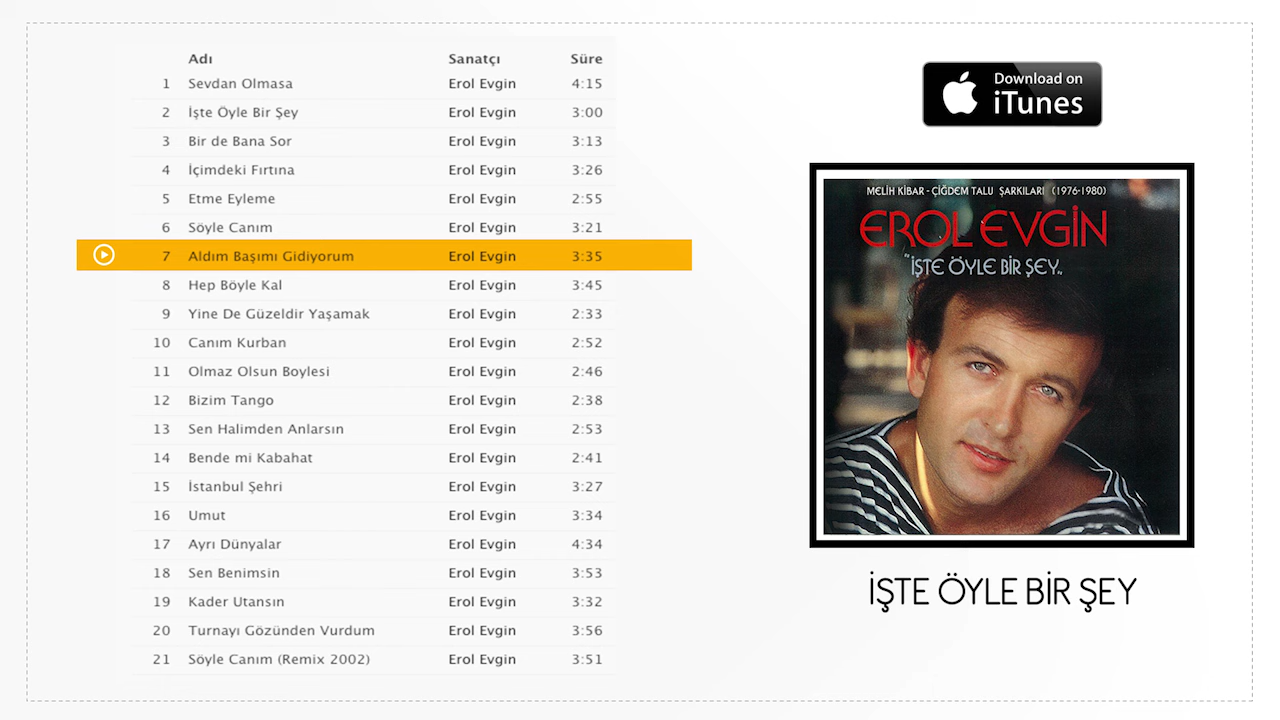 Adı Sanatçı Süre
1 Sevdan Olmasa Erol Evgin 4:15
2 İşte Öyle Bir Şey Erol Evgin 3:00
3 Bir de Bana Sor Erol Evgin 3:13
4 İçimdeki Fırtına Erol Evgin 3:26
5 Etme Eyleme Erol Evgin 2:55
6 Söyle Canım Erol Evgin 3:21
7 Aldım Başımı Gidiyorum Erol Evgin 3:35
8 Hep Böyle Kal Erol Evgin 3:45
9 Yine De Güzeldir Yaşamak Erol Evgin 2:33
10 Canım Kurban Erol Evgin 2:52
11 Olmaz Olsun Boylesi Erol Evgin 2:46
12 Bizim Tango Erol Evgin 2:38
13 Sen Halimden Anlarsın Erol Evgin 2:53
14 Bende mi Kabahat Erol Evgin 2:41
15 İstanbul Şehri Erol Evgin 3:27
16 Umut Erol Evgin 3:34
17 Ayrı Dünyalar Erol Evgin 4:34
18 Sen Benimsin Erol Evgin 3:53
19 Kader Utansın Erol Evgin 3:32
20 Turnayı Gözünden Vurdum Erol Evgin 3:56
21 Söyle Canım (Remix 2002) Erol Evgin 3:51
Download on
iTunes
MELİH KİBAR - ÇİĞDEM TALU ŞARKILARI (1976-1980)
EROL EVGİN
"İŞTE ÖYLE BİR ŞEY„
İŞTE ÖYLE BİR ŞEY